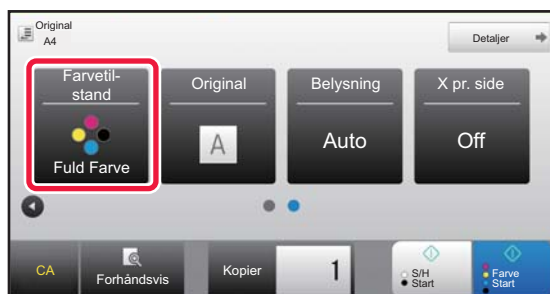 Original
A4
Detaljer
Farvetil-
stand
Fuld Farve
Original
A
Belysning
Auto
X pr. side
Off
CA
Forhåndsvis
Kopier
1
S/H
Start
Farve
Start